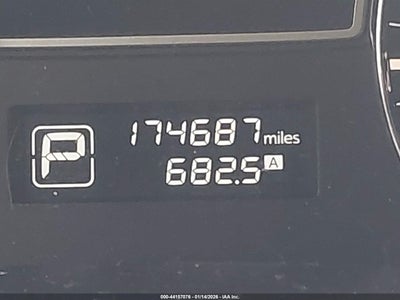 174687 miles
P
682.5 A
000-44157076 - 01/14/2026 - IAA Inc.